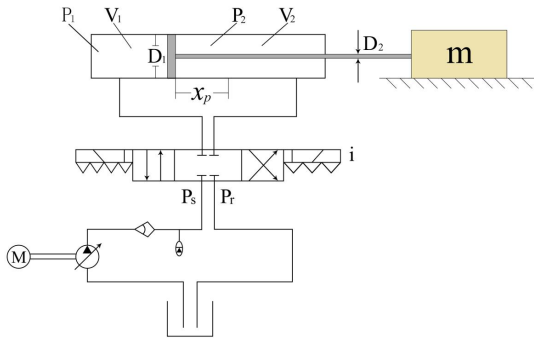 P₁ V₁ P₂ V₂
D₁ D₂ m
xₚ
i
Pₛ Pᵣ
M